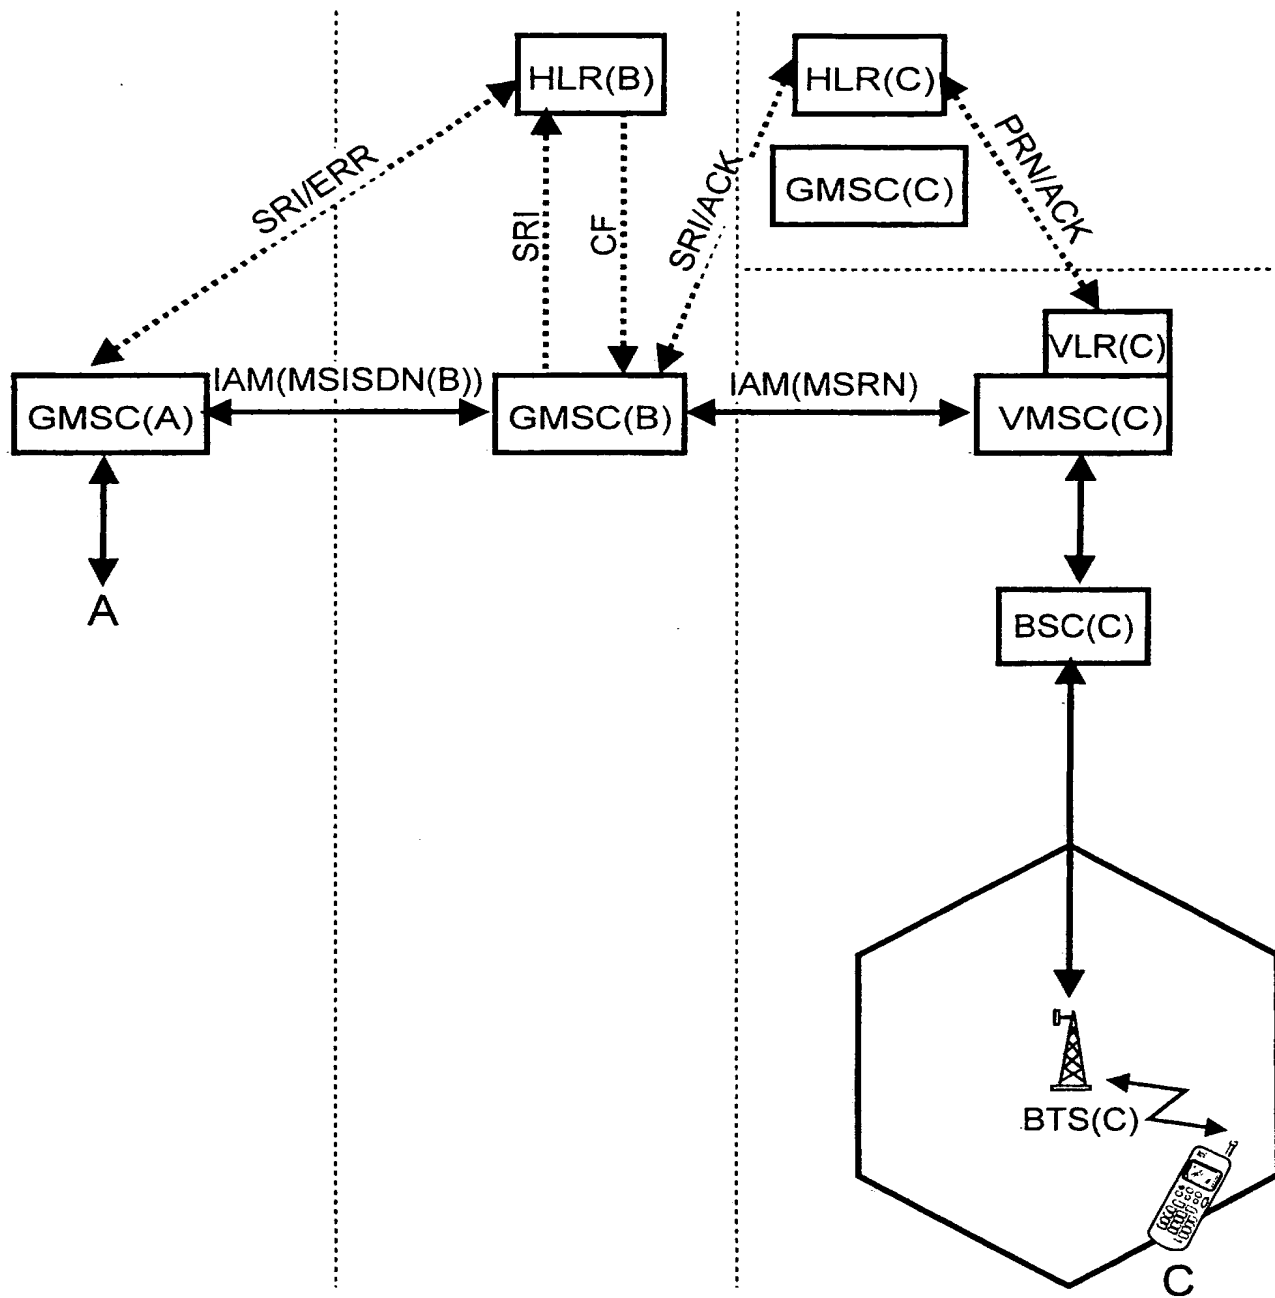 HLR(B)
HLR(C)
GMSC(C)
SRI/ERR
SRI
CF
SRI/ACK
PRN/ACK
VLR(C)
IAM(MSISDN(B))
IAM(MSRN)
GMSC(A)
GMSC(B)
VMSC(C)
A
BSC(C)
BTS(C)
C